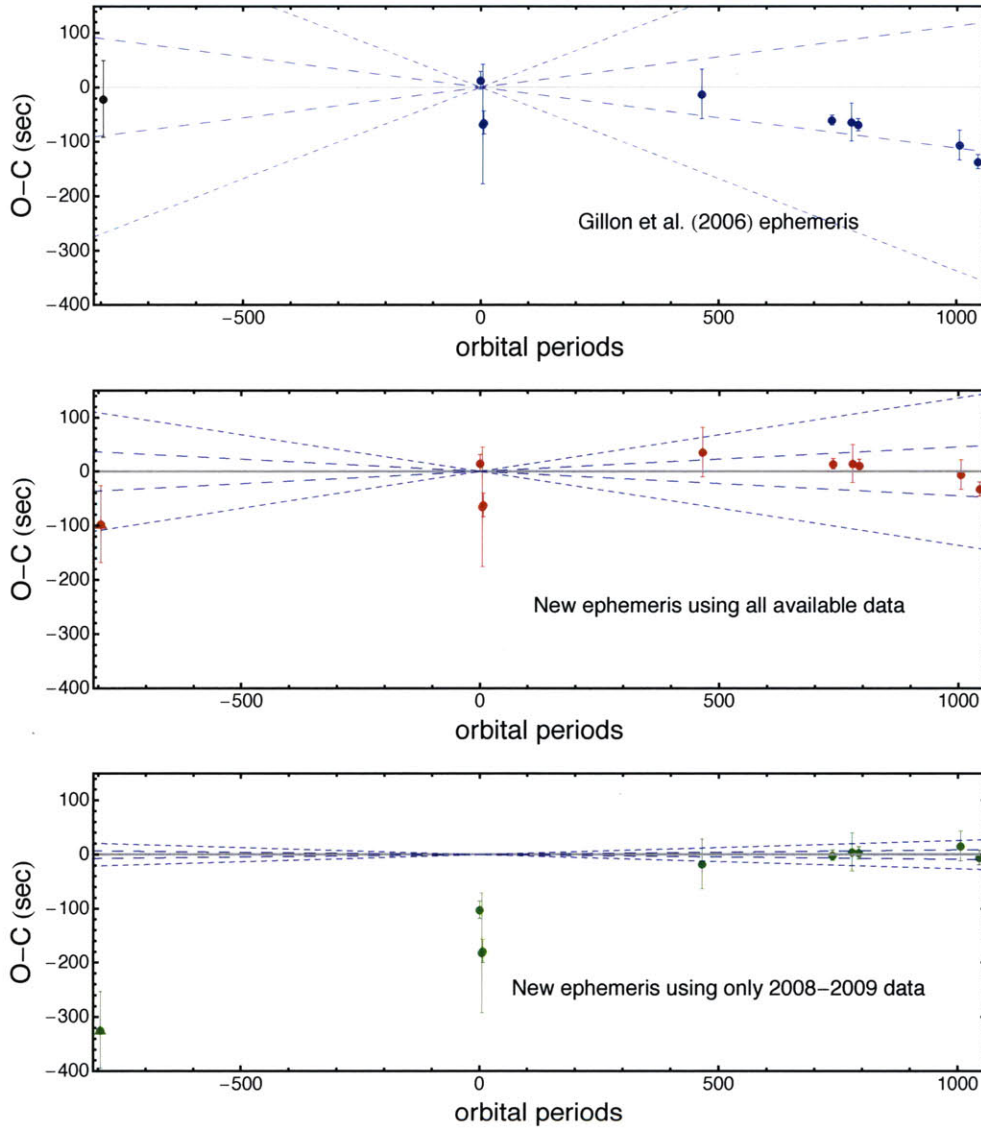 100
0
−100
−200
−300
−400
O−C (sec)
Gillon et al. (2006) ephemeris
−500 0 500 1000
orbital periods
100
0
−100
−200
−300
−400
O−C (sec)
New ephemeris using all available data
−500 0 500 1000
orbital periods
100
0
−100
−200
−300
−400
O−C (sec)
New ephemeris using only 2008−2009 data
−500 0 500 1000
orbital periods